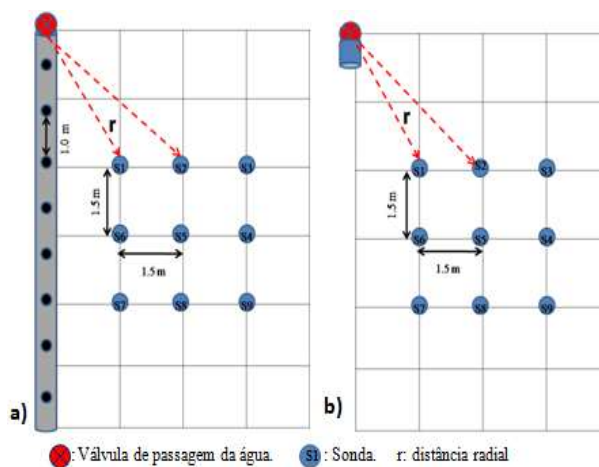 r
1.0 m
S1 S2 S3
1.5 m
S6 S5 S4
1.5 m
S7 S8 S9
a)
r
S1 S2 S3
1.5 m
S6 S5 S4
1.5 m
S7 S8 S9
b)
: Válvula de passagem da água. S1 : Sonda. r: distância radial